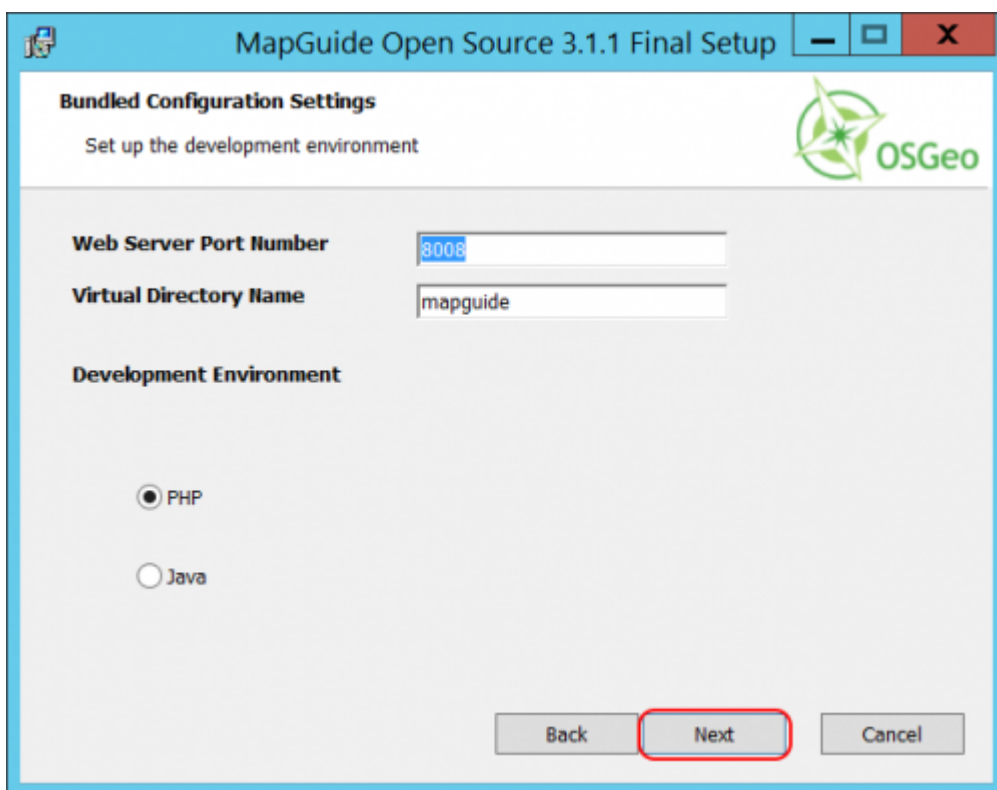 MapGuide Open Source 3.1.1 Final Setup
Bundled Configuration Settings
Set up the development environment
OSGeo
Web Server Port Number
8008
Virtual Directory Name
mapguide
Development Environment
PHP
Java
Back Next Cancel